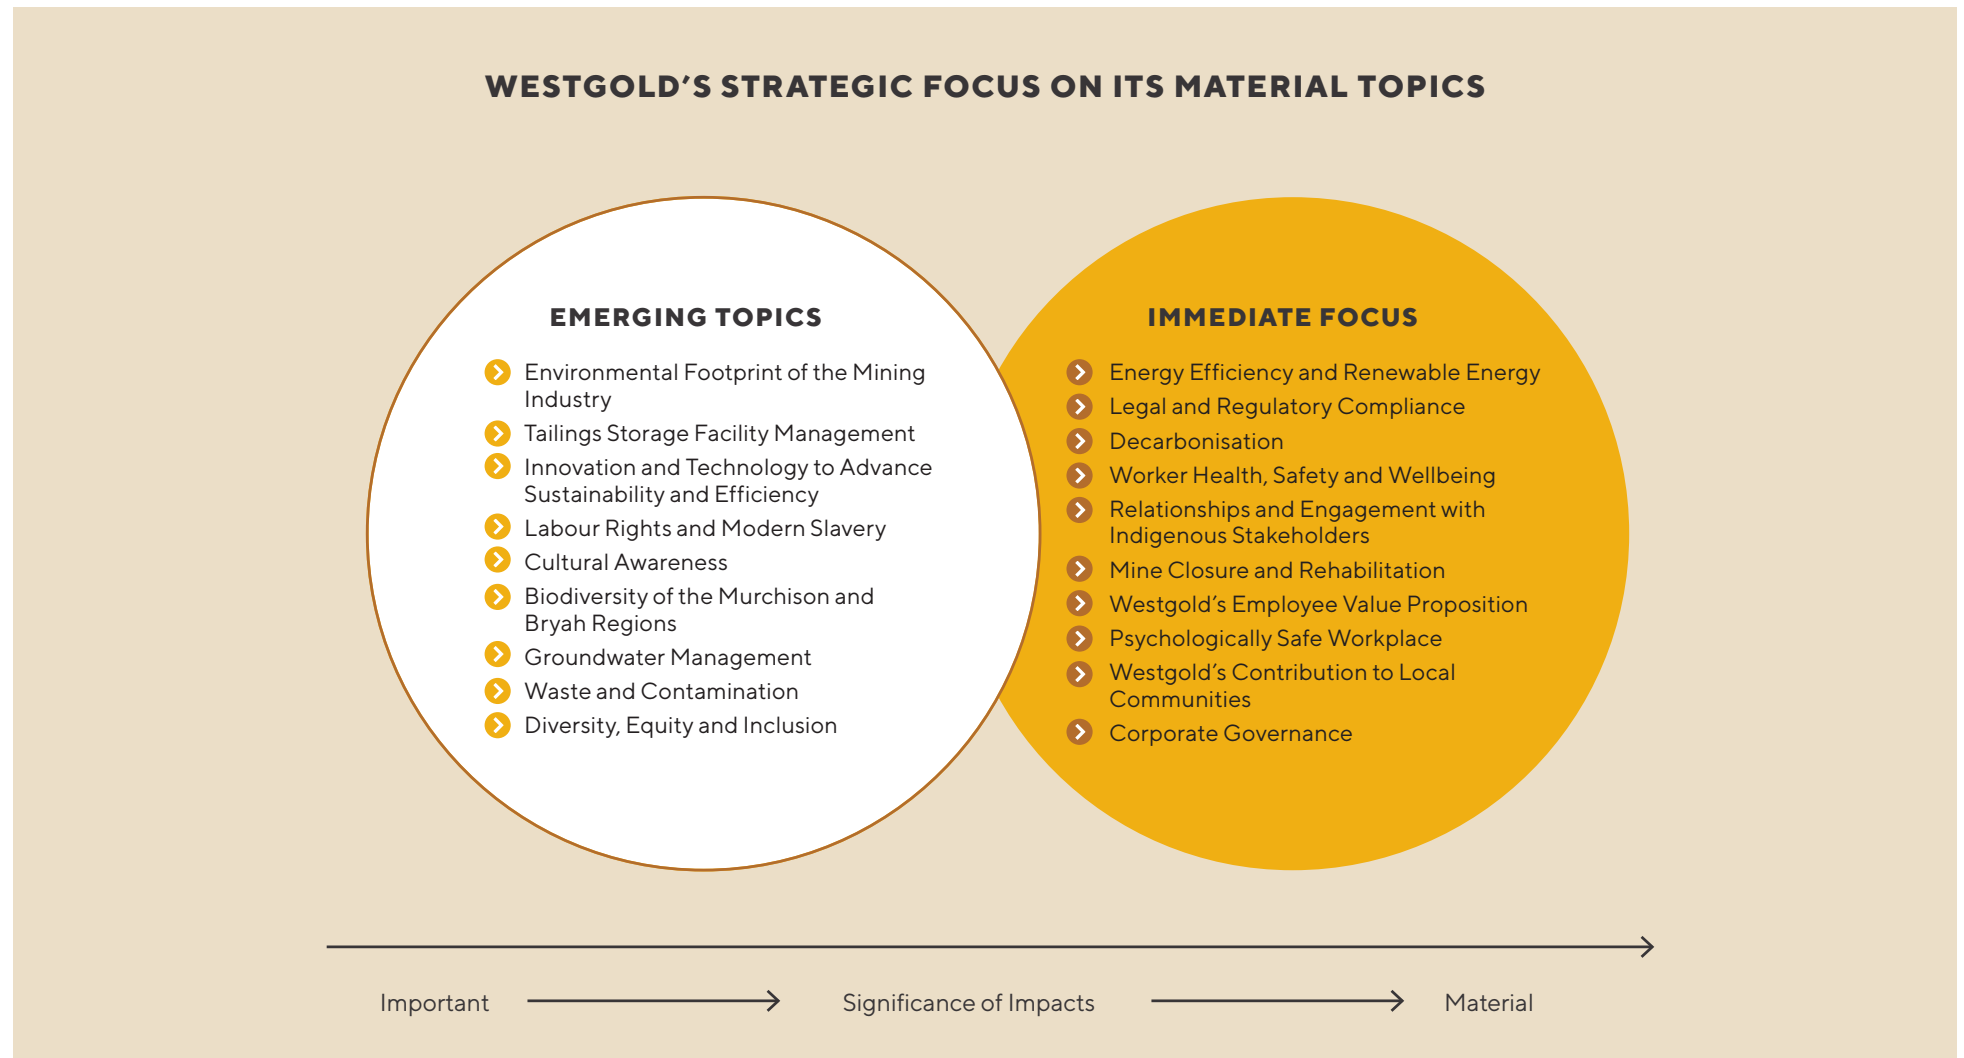 WESTGOLD’S STRATEGIC FOCUS ON ITS MATERIAL TOPICS
EMERGING TOPICS
Environmental Footprint of the Mining
Industry
Tailings Storage Facility Management
Innovation and Technology to Advance
Sustainability and Efficiency
Labour Rights and Modern Slavery
Cultural Awareness
Biodiversity of the Murchison and
Bryah Regions
Groundwater Management
Waste and Contamination
Diversity, Equity and Inclusion
IMMEDIATE FOCUS
Energy Efficiency and Renewable Energy
Legal and Regulatory Compliance
Decarbonisation
Worker Health, Safety and Wellbeing
Relationships and Engagement with
Indigenous Stakeholders
Mine Closure and Rehabilitation
Westgold’s Employee Value Proposition
Psychologically Safe Workplace
Westgold’s Contribution to Local
Communities
Corporate Governance
Important
Significance of Impacts
Material